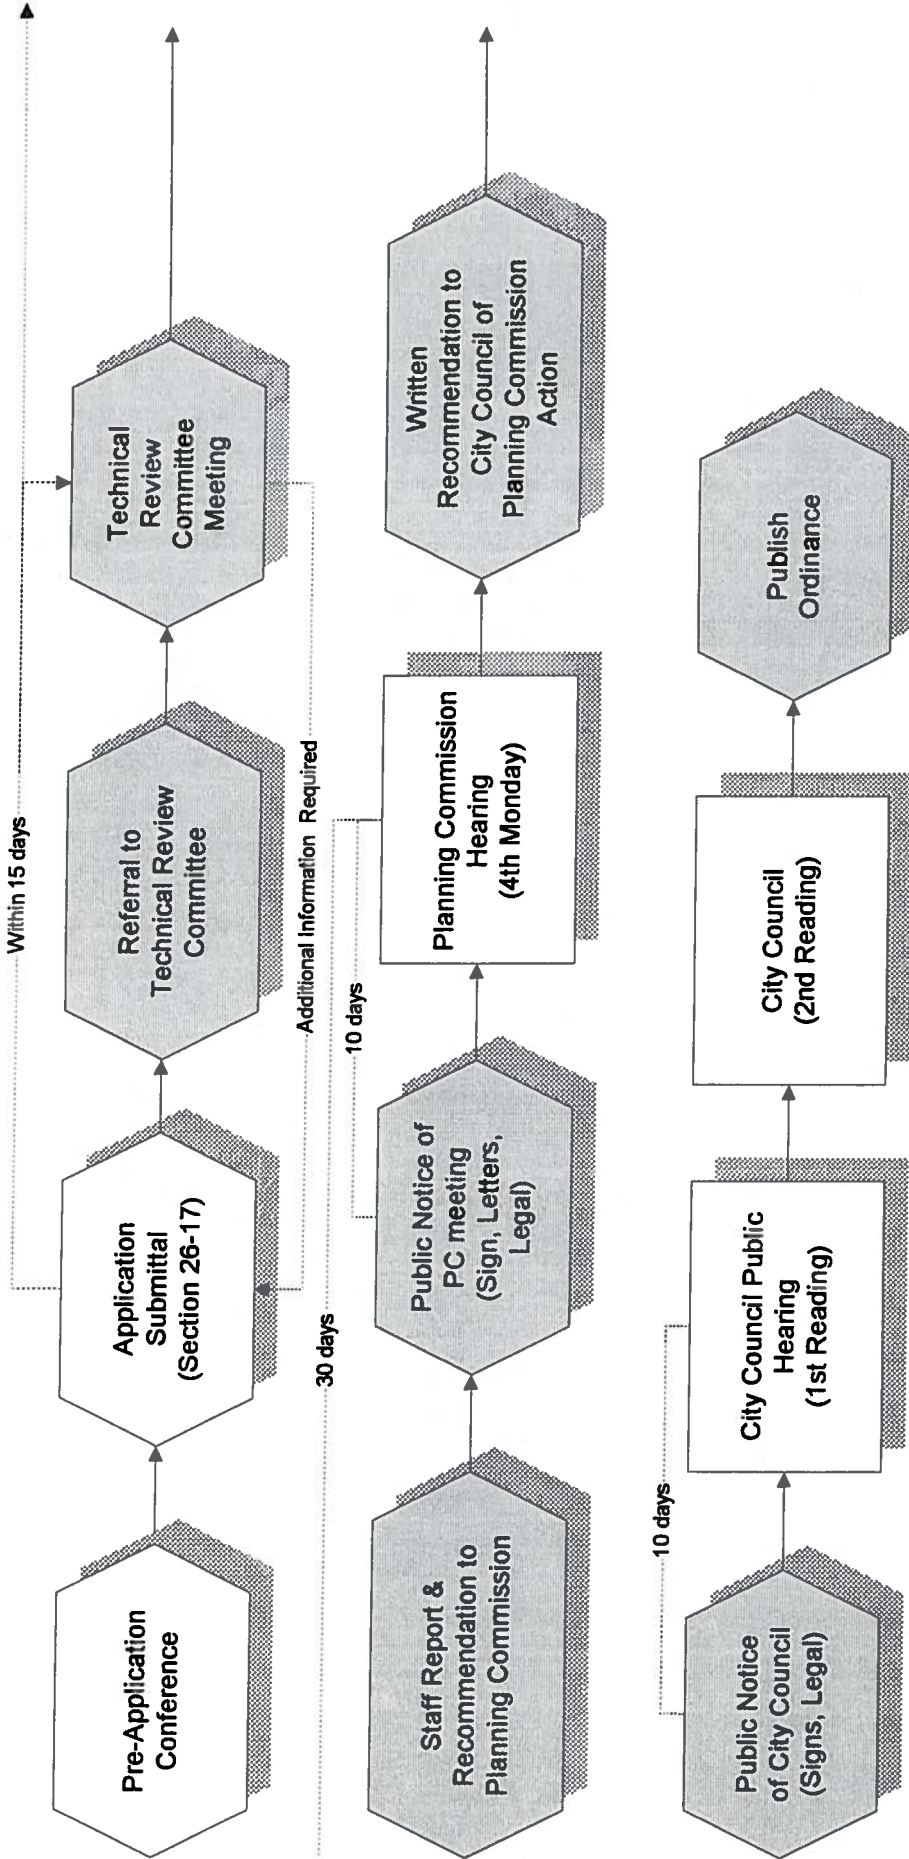 Within 15 days
Pre-Application
Conference
Application
Submittal
(Section 26-17)
Referral to
Technical Review
Committee
Technical
Review
Committee
Meeting
Additional Information Required
30 days
10 days
Staff Report &
Recommendation to
Planning Commission
Public Notice of
PC meeting
(Sign, Letters,
Legal)
Planning Commission
Hearing
(4th Monday)
Written
Recommendation to
City Council of
Planning Commission
Action
10 days
Public Notice
of City Council
(Signs, Legal)
City Council Public
Hearing
(1st Reading)
City Council
(2nd Reading)
Publish
Ordinance